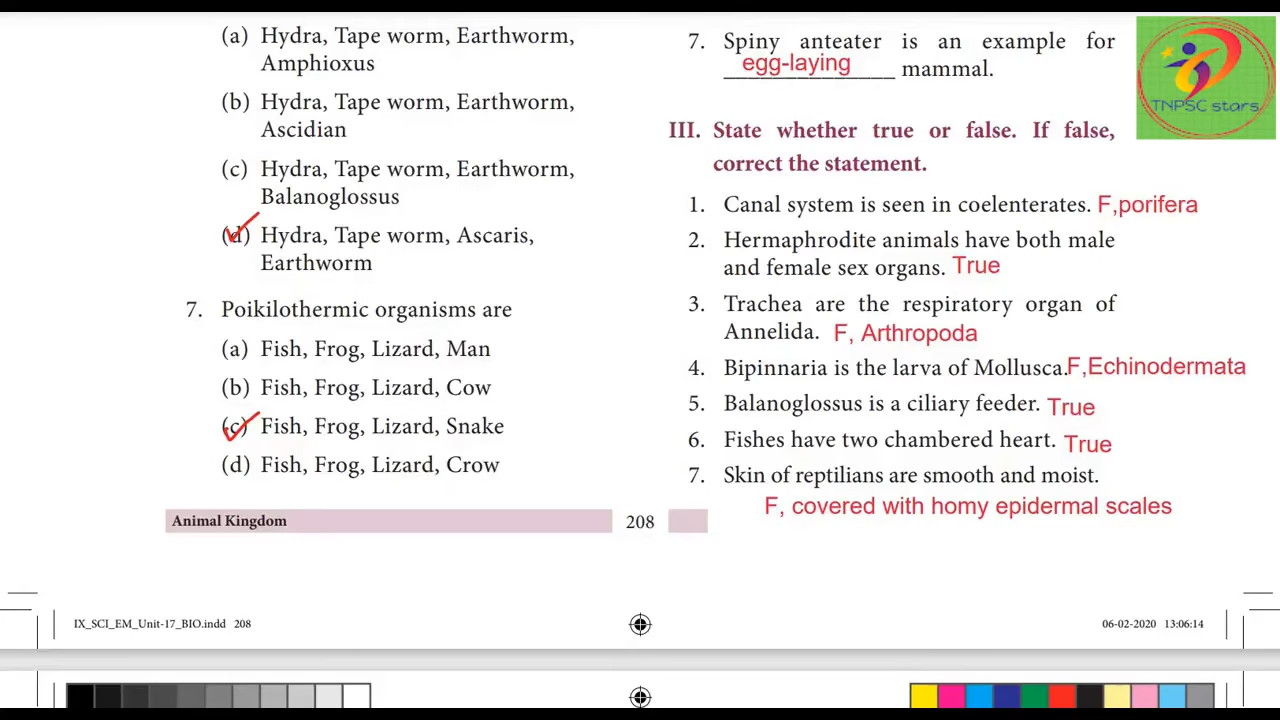 (a) Hydra, Tape worm, Earthworm,
Amphioxus
(b) Hydra, Tape worm, Earthworm,
Ascidian
(c) Hydra, Tape worm, Earthworm,
Balanoglossus
(d) Hydra, Tape worm, Ascaris,
Earthworm
7. Poikilothermic organisms are
(a) Fish, Frog, Lizard, Man
(b) Fish, Frog, Lizard, Cow
(c) Fish, Frog, Lizard, Snake
(d) Fish, Frog, Lizard, Crow
7. Spiny anteater is an example for
egg-laying mammal.
III. State whether true or false. If false,
correct the statement.
1. Canal system is seen in coelenterates. F,porifera
2. Hermaphrodite animals have both male
and female sex organs. True
3. Trachea are the respiratory organ of
Annelida. F, Arthropoda
4. Bipinnaria is the larva of Mollusca. F,Echinodermata
5. Balanoglossus is a ciliary feeder. True
6. Fishes have two chambered heart. True
7. Skin of reptilians are smooth and moist.
F, covered with homy epidermal scales
TNPSC stars
Animal Kingdom 208
IX_SCI_EM_Unit-17_BIO.indd 208 06-02-2020 13:06:14